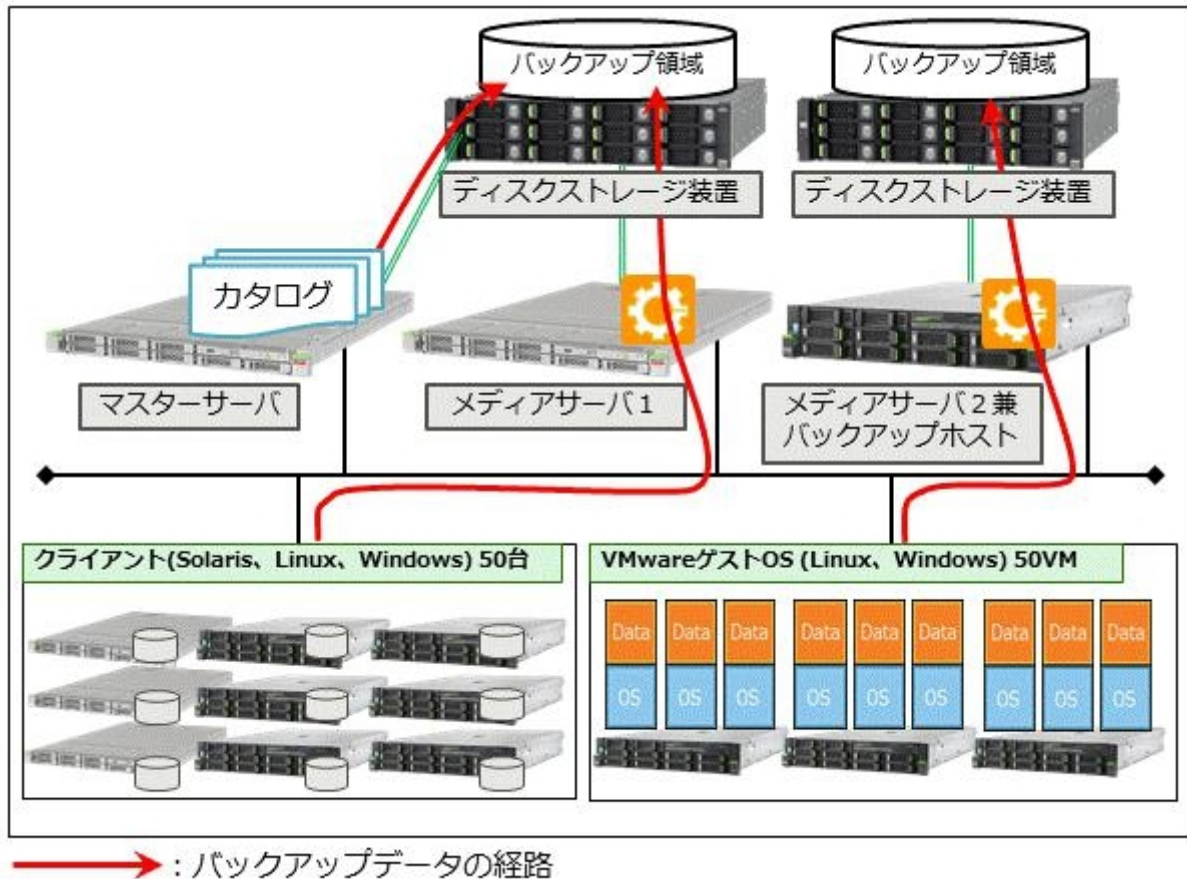 バックアップ領域
バックアップ領域
ディスクストレージ装置
ディスクストレージ装置
カタログ
マスターサーバ
メディアサーバ1
メディアサーバ2兼
バックアップホスト
クライアント(Solaris、Linux、Windows) 50台
VMwareゲストOS (Linux、Windows) 50VM
Data Data Data Data Data Data Data Data Data
OS OS OS OS OS OS OS OS OS
:バックアップデータの経路